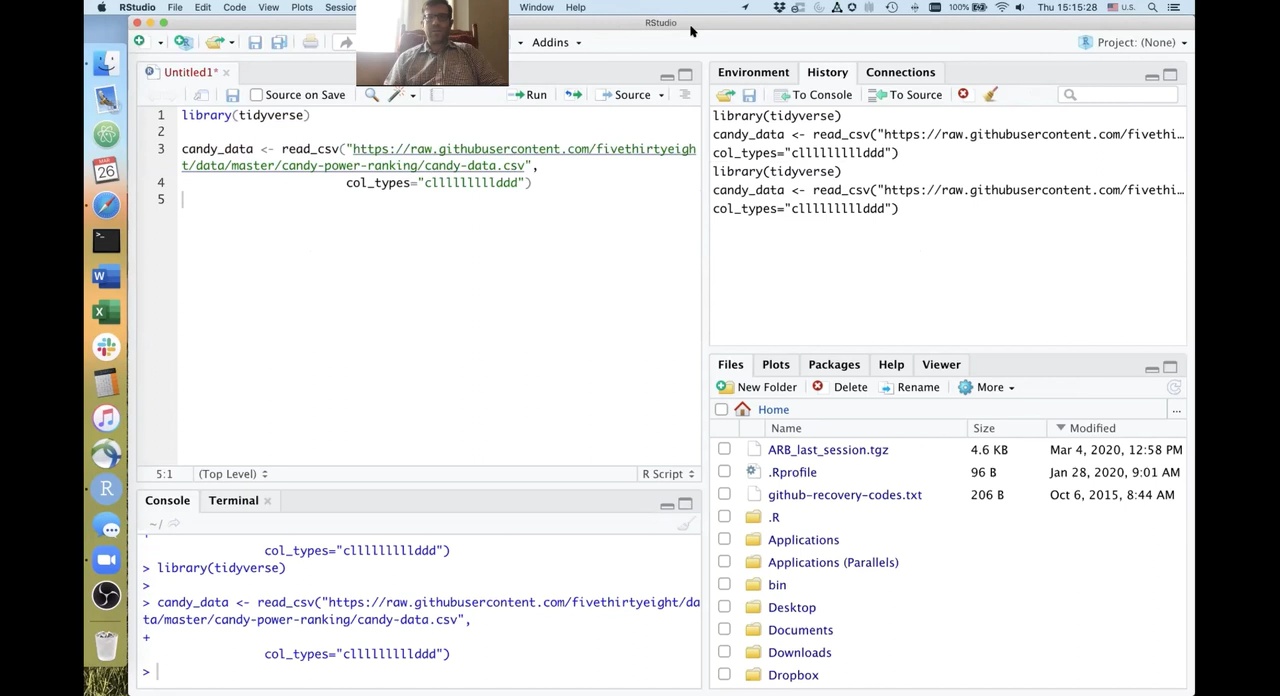 RStudio File Edit Code View Plots Session Window Help 100% Thu 15:15:28 U.S.
RStudio
Addins Project: (None)
Untitled1*
Source on Save Run Source
1 library(tidyverse)
2
3 candy_data <- read_csv("https://raw.githubusercontent.com/fivethirtyeigh
t/data/master/candy-power-ranking/candy-data.csv",
4 col_types="clllllllllddd")
5
5:1 (Top Level) R Script
Console Terminal
~/
+
col_types="clllllllllddd")
> library(tidyverse)
>
> candy_data <- read_csv("https://raw.githubusercontent.com/fivethirtyeight/da
ta/master/candy-power-ranking/candy-data.csv",
+
col_types="clllllllllddd")
>
Environment History Connections
To Console To Source
library(tidyverse)
candy_data <- read_csv("https://raw.githubusercontent.com/fivethi…
col_types="clllllllllddd")
library(tidyverse)
candy_data <- read_csv("https://raw.githubusercontent.com/fivethi…
col_types="clllllllllddd")
Files Plots Packages Help Viewer
New Folder Delete Rename More
Home ...
Name Size Modified
ARB_last_session.tgz 4.6 KB Mar 4, 2020, 12:58 PM
.Rprofile 96 B Jan 28, 2020, 9:01 AM
github-recovery-codes.txt 206 B Oct 6, 2015, 8:44 AM
.R
Applications
Applications (Parallels)
bin
Desktop
Documents
Downloads
Dropbox
MAR
26